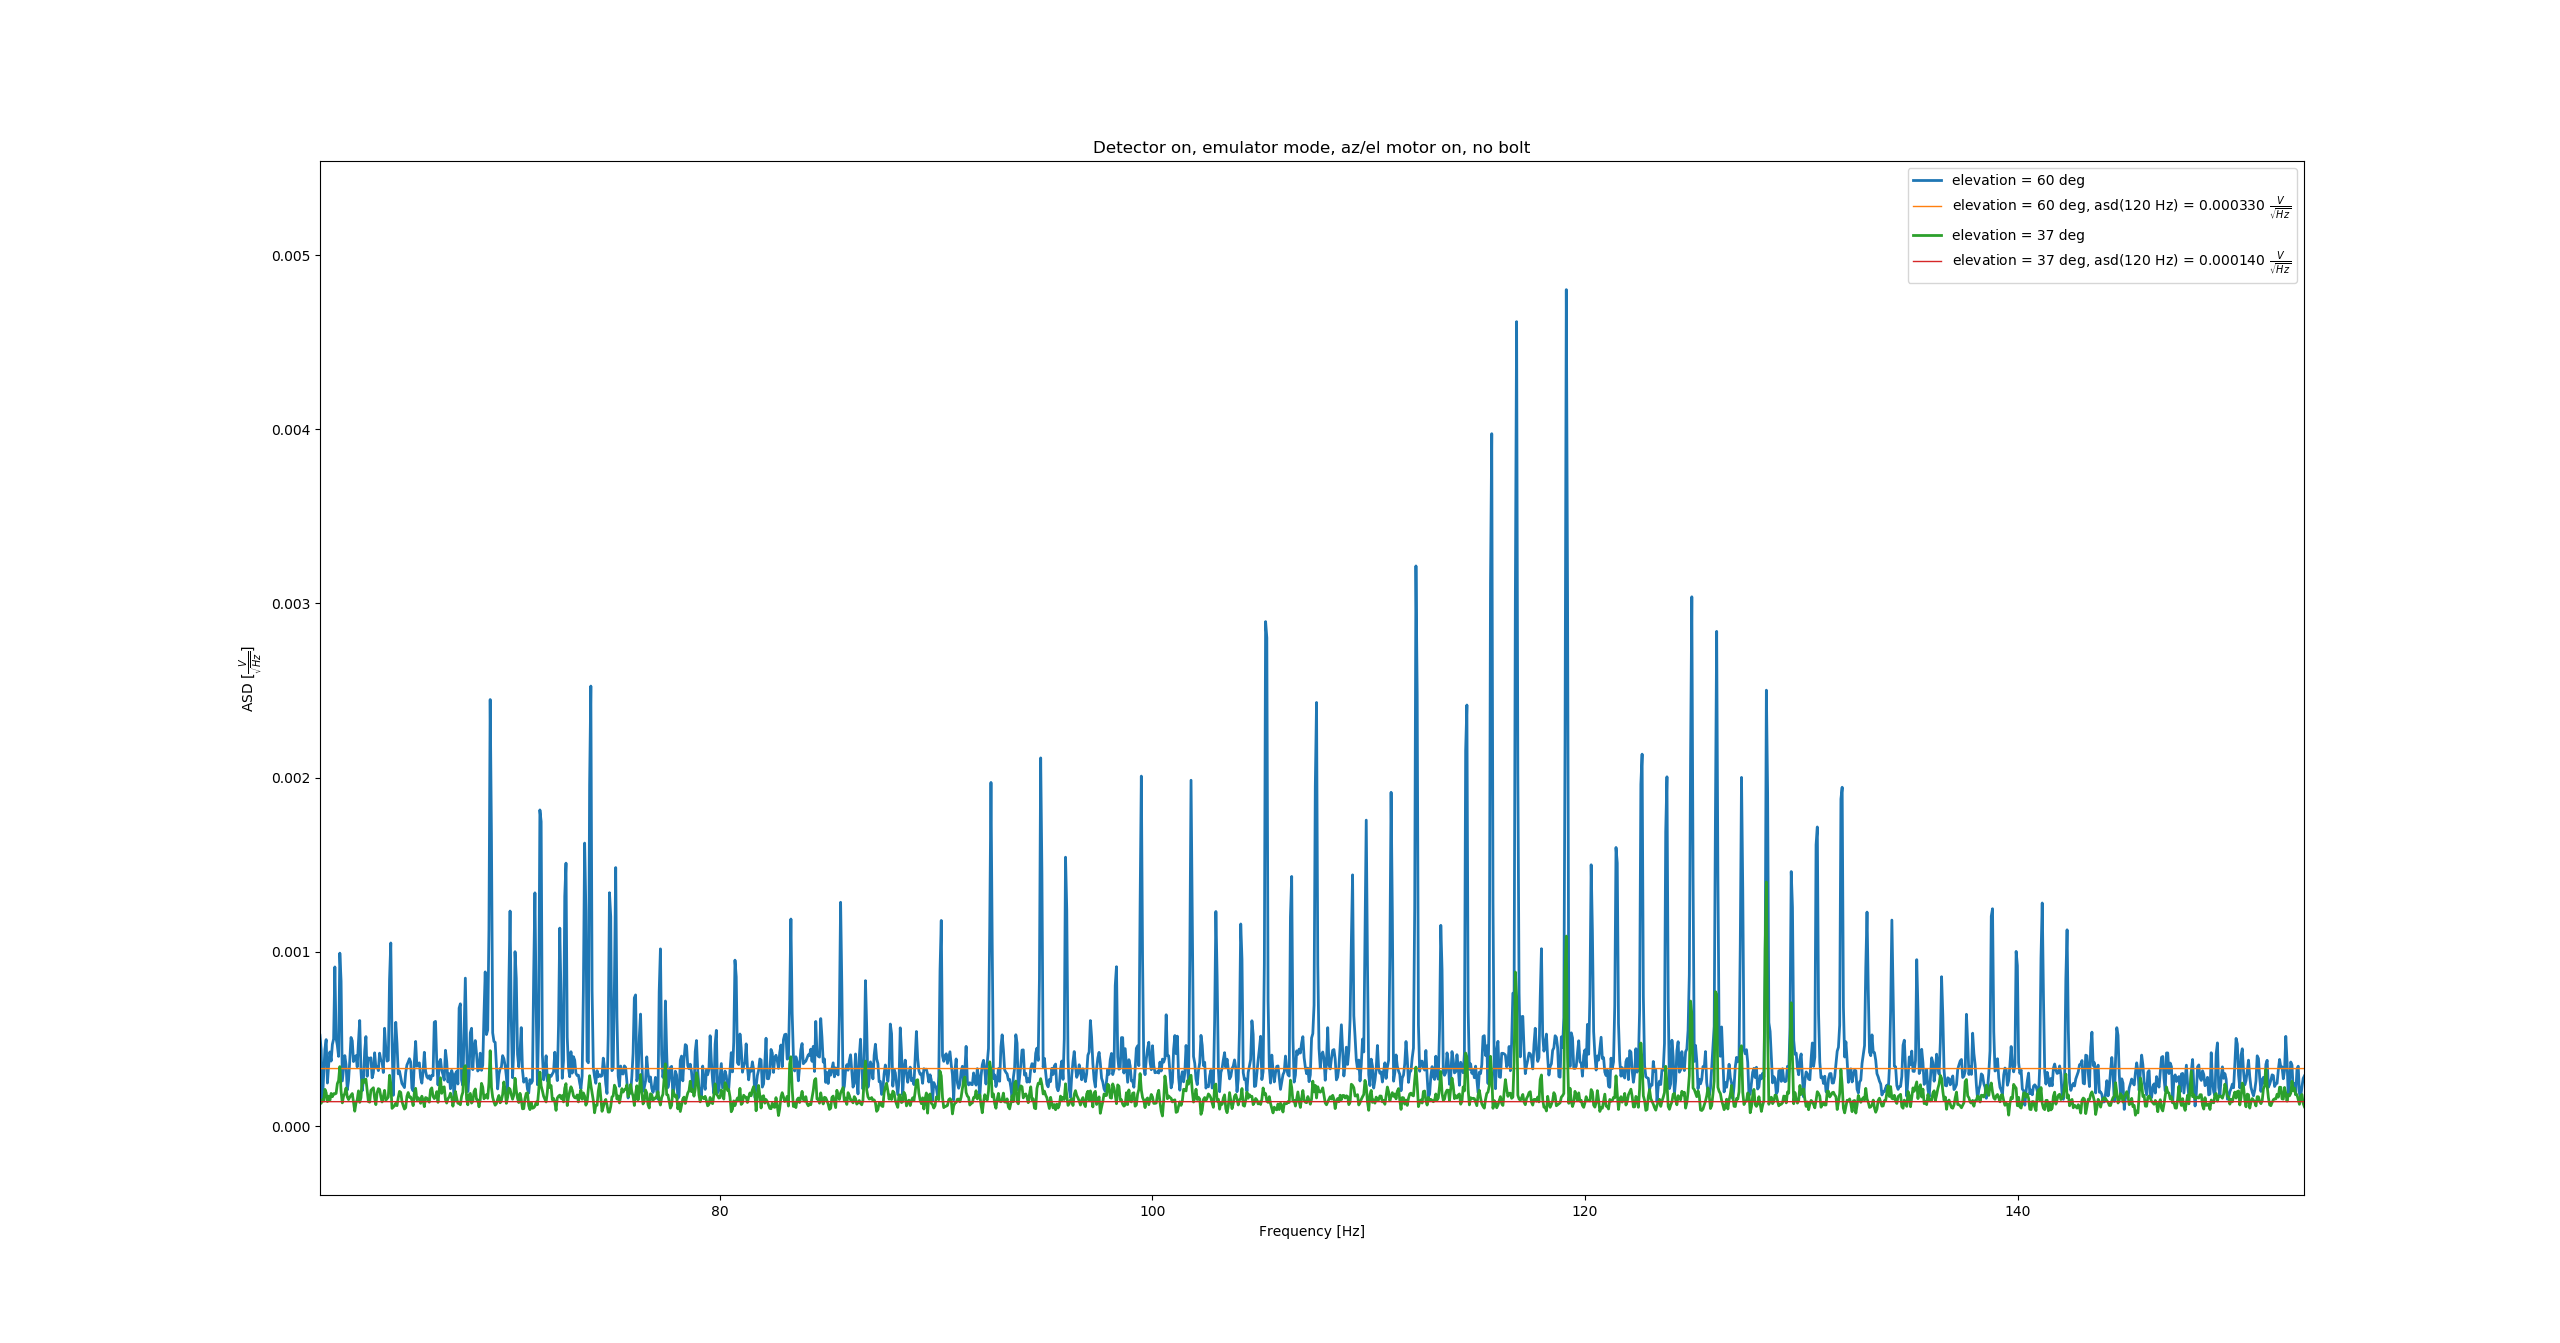 Detector on, emulator mode, az/el motor on, no bolt
elevation = 60 deg
elevation = 60 deg, asd(120 Hz) = 0.000330 V/√Hz
elevation = 37 deg
elevation = 37 deg, asd(120 Hz) = 0.000140 V/√Hz
0.005
0.004
0.003
0.002
0.001
0.000
ASD [V/√Hz]
80 100 120 140
Frequency [Hz]